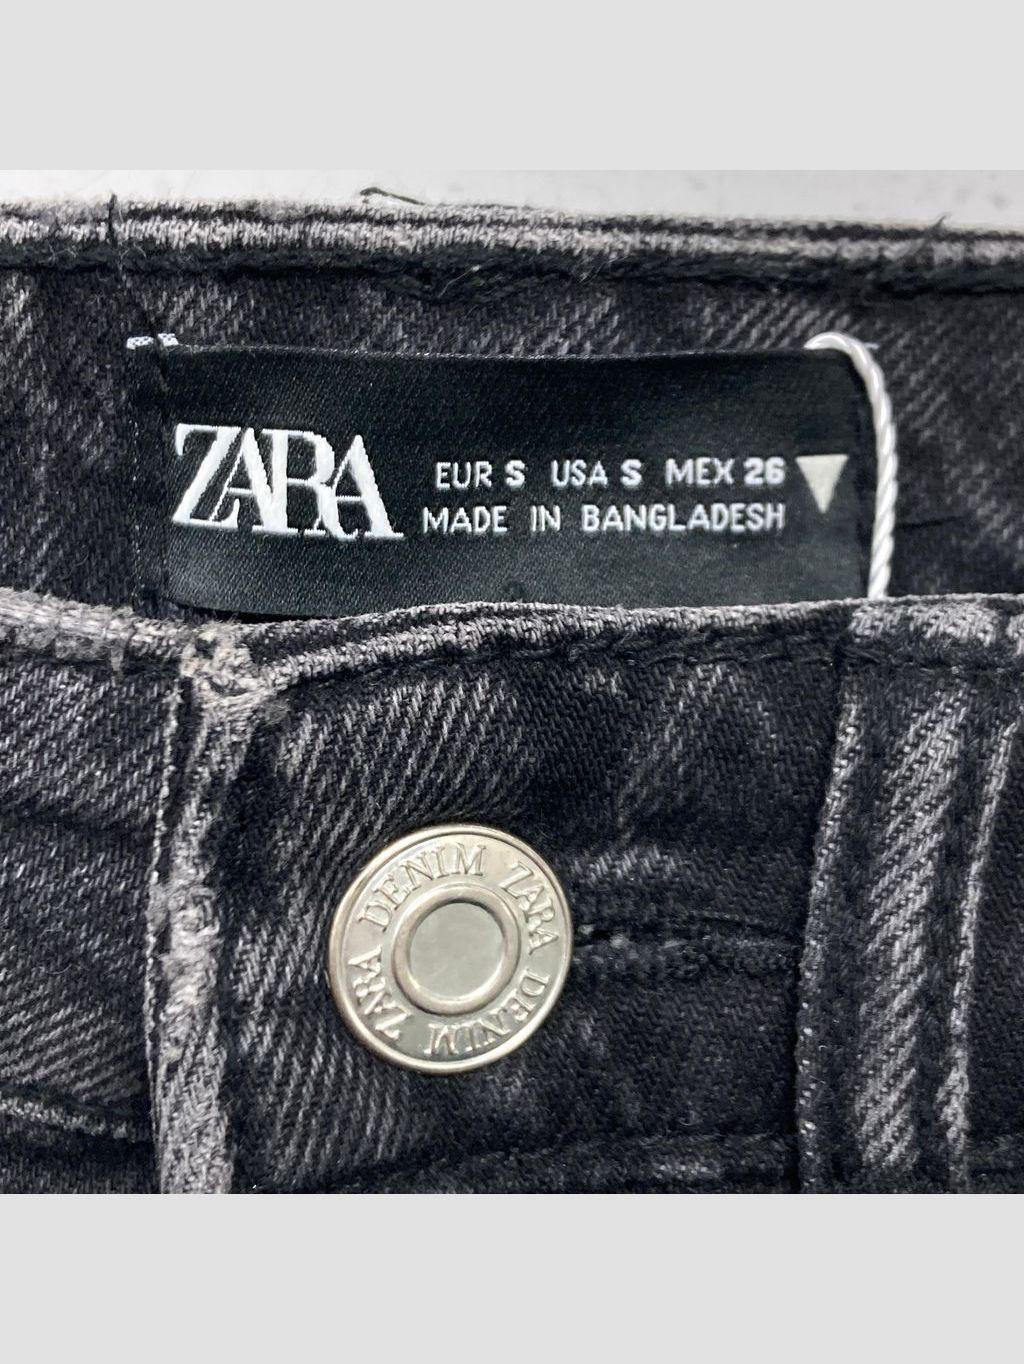 ZARA
EUR S USA S MEX 26
MADE IN BANGLADESH
ZARA DENIM ZARA DENIM